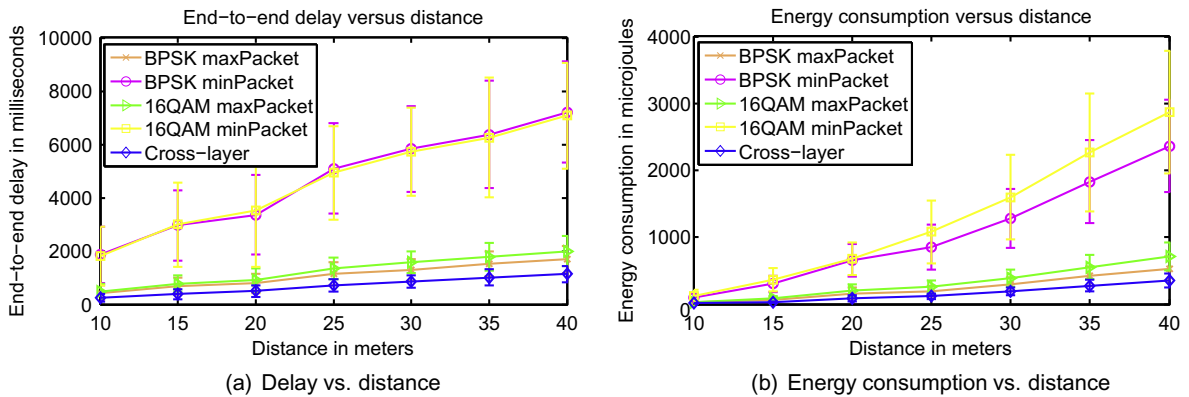 End−to−end delay versus distance
End−to−end delay in milliseconds
10000
8000
6000
4000
2000
0
BPSK maxPacket
BPSK minPacket
16QAM maxPacket
16QAM minPacket
Cross−layer
10 15 20 25 30 35 40
Distance in meters
(a) Delay vs. distance
Energy consumption versus distance
Energy consumption in microjoules
4000
3000
2000
1000
0
BPSK maxPacket
BPSK minPacket
16QAM maxPacket
16QAM minPacket
Cross−layer
10 15 20 25 30 35 40
Distance in meters
(b) Energy consumption vs. distance